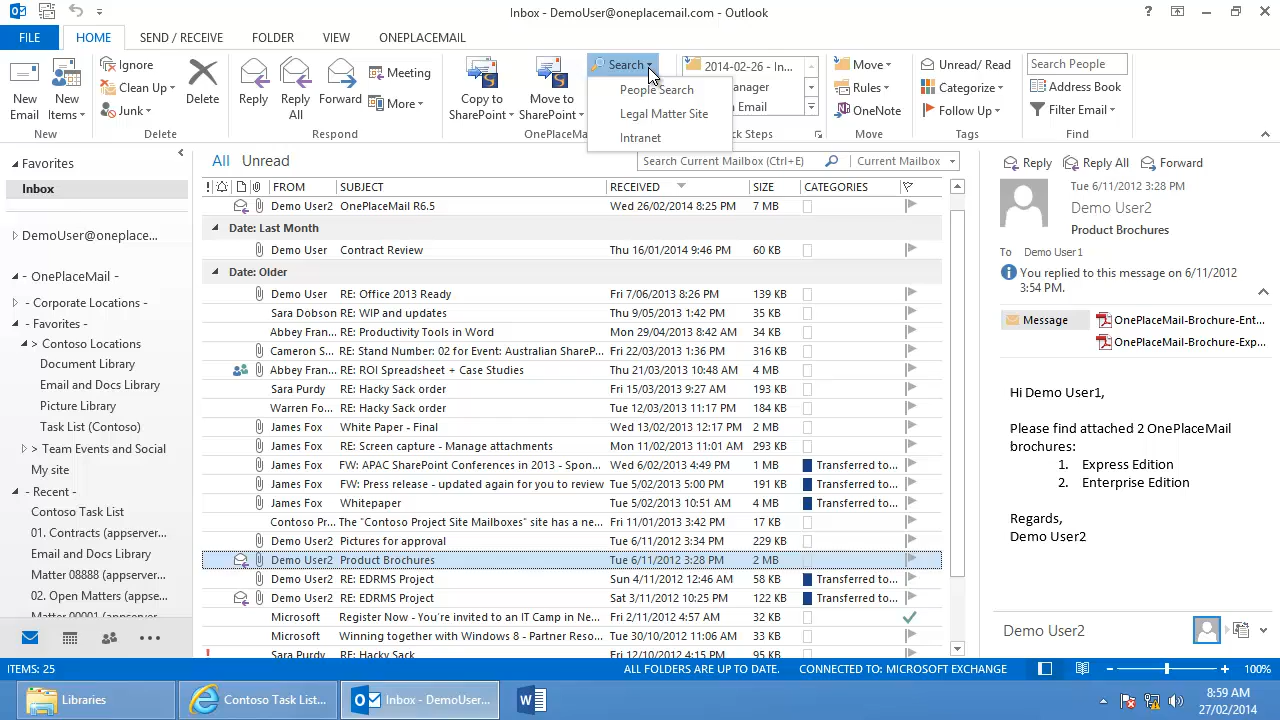 Inbox - DemoUser@oneplacemail.com - Outlook
FILE HOME SEND / RECEIVE FOLDER VIEW ONEPLACEMAIL
New Email
New Items
New
Ignore
Clean Up
Junk
Delete
Delete
Reply
Reply All
Forward
Meeting
More
Respond
Copy to SharePoint
Move to SharePoint
OnePlaceMa
Search
People Search
Legal Matter Site
Intranet
2014-02-26 - In...
anager
Email
ck Steps
Move
Rules
OneNote
Move
Unread/ Read
Categorize
Follow Up
Tags
Search People
Address Book
Filter Email
Find
Favorites
Inbox
DemoUser@oneplace...
- OnePlaceMail -
- Corporate Locations -
- Favorites -
> Contoso Locations
Document Library
Email and Docs Library
Picture Library
Task List (Contoso)
> Team Events and Social
My site
- Recent -
Contoso Task List
01. Contracts (appserver...
Email and Docs Library
Matter 08888 (appserver...
02. Open Matters (appse...
Matter 00001 (appserver
All Unread
Search Current Mailbox (Ctrl+E) Current Mailbox
! FROM SUBJECT RECEIVED SIZE CATEGORIES
Demo User2 OnePlaceMail R6.5 Wed 26/02/2014 8:25 PM 7 MB
Date: Last Month
Demo User Contract Review Thu 16/01/2014 9:46 PM 60 KB
Date: Older
Demo User RE: Office 2013 Ready Fri 7/06/2013 8:26 PM 139 KB
Sara Dobson RE: WIP and updates Thu 9/05/2013 1:42 PM 35 KB
Abbey Fran... RE: Productivity Tools in Word Mon 29/04/2013 8:42 AM 34 KB
Cameron S... RE: Stand Number: 02 for Event: Australian ShareP... Fri 22/03/2013 1:36 PM 316 KB
Abbey Fran... RE: ROI Spreadsheet + Case Studies Thu 21/03/2013 10:48 AM 4 MB
Sara Purdy RE: Hacky Sack order Fri 15/03/2013 9:27 AM 193 KB
Warren Fo... RE: Hacky Sack order Tue 12/03/2013 11:17 PM 184 KB
James Fox White Paper - Final Wed 13/02/2013 12:17 PM 2 MB
James Fox RE: Screen capture - Manage attachments Mon 11/02/2013 11:01 AM 293 KB
James Fox FW: APAC SharePoint Conferences in 2013 - Spon... Wed 6/02/2013 4:49 PM 1 MB Transferred to...
James Fox FW: Press release - updated again for you to review Tue 5/02/2013 5:00 PM 191 KB Transferred to...
James Fox Whitepaper Tue 5/02/2013 10:51 AM 4 MB Transferred to...
Contoso Pr... The "Contoso Project Site Mailboxes" site has a ne... Fri 11/01/2013 3:42 PM 17 KB
Demo User2 Pictures for approval Tue 6/11/2012 3:34 PM 229 KB
Demo User2 Product Brochures Tue 6/11/2012 3:28 PM 2 MB
Demo User2 RE: EDRMS Project Sun 4/11/2012 12:46 AM 58 KB Transferred to...
Demo User2 RE: EDRMS Project Sat 3/11/2012 10:25 PM 122 KB Transferred to...
Microsoft Register Now - You're invited to an IT Camp in Ne... Fri 2/11/2012 4:57 AM 32 KB
Microsoft Winning together with Windows 8 - Partner Reso... Tue 30/10/2012 11:06 AM 33 KB
! Sara Purdy RE: Hacky Sack Fri 12/10/2012 4:15 PM 95 KB
Reply Reply All Forward
Tue 6/11/2012 3:28 PM
Demo User2
Product Brochures
To Demo User1
You replied to this message on 6/11/2012
3:54 PM.
Message OnePlaceMail-Brochure-Ent...
OnePlaceMail-Brochure-Exp...
Hi Demo User1,
Please find attached 2 OnePlaceMail
brochures:
1. Express Edition
2. Enterprise Edition
Regards,
Demo User2
Demo User2
ITEMS: 25 ALL FOLDERS ARE UP TO DATE. CONNECTED TO: MICROSOFT EXCHANGE 100%
Libraries Contoso Task List... Inbox - DemoUser...
8:59 AM
27/02/2014